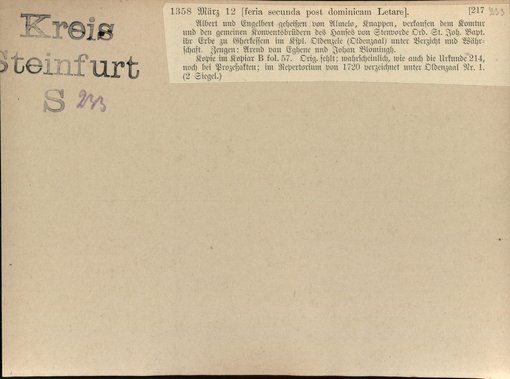 Kreis
Steinfurt
S 233
1358 März 12 [feria secunda post dominicam Letare]. [217 233
Albert und Engelbert geheißen von Almelo, Knappen, verkaufen dem Komtur
und den gemeinen Konventsbrüdern des Hauses von Stenvorde Ord. St. Joh. Bapt.
ihr Erbe zu Gherkessem im Kspl. Oldenzele (Oldenzaal) unter Verzicht und Währ-
schaft. Zeugen: Arend van Eghene und Johan Blomingh.
Kopie im Kopiar B fol. 57. Orig. fehlt; wahrscheinlich, wie auch die Urkunde 214,
noch bei Prozeßakten; im Repertorium von 1720 verzeichnet unter Oldenzaal Nr. 1.
(2 Siegel.)